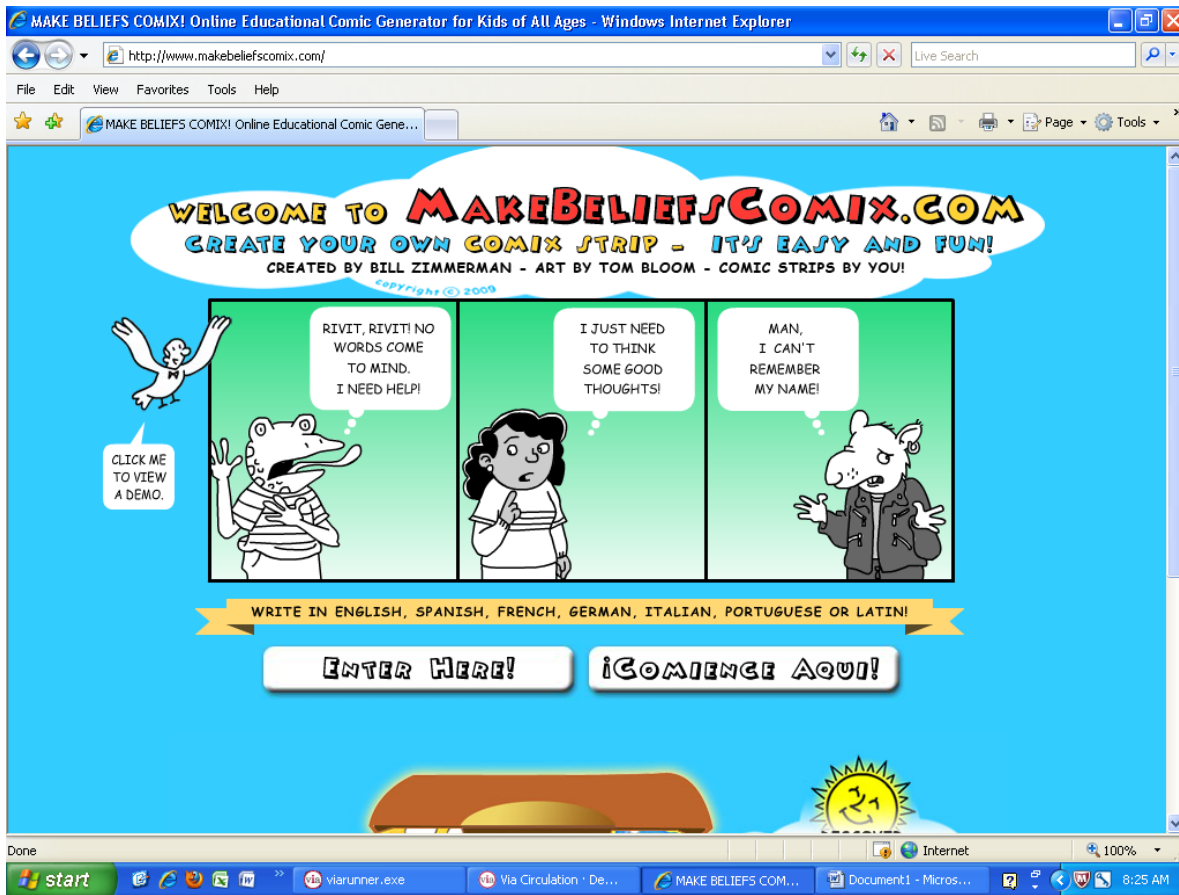 MAKE BELIEFS COMIX! Online Educational Comic Generator for Kids of All Ages - Windows Internet Explorer
http://www.makebeliefscomix.com/
Live Search
File Edit View Favorites Tools Help
MAKE BELIEFS COMIX! Online Educational Comic Gene...
Page Tools
WELCOME TO MAKEBELIEFSCOMIX.COM
CREATE YOUR OWN COMIX STRIP - IT'S EASY AND FUN!
CREATED BY BILL ZIMMERMAN - ART BY TOM BLOOM - COMIC STRIPS BY YOU!
copyright © 2009
RIVIT, RIVIT! NO
WORDS COME
TO MIND.
I NEED HELP!
I JUST NEED
TO THINK
SOME GOOD
THOUGHTS!
MAN,
I CAN'T
REMEMBER
MY NAME!
CLICK ME
TO VIEW
A DEMO.
WRITE IN ENGLISH, SPANISH, FRENCH, GERMAN, ITALIAN, PORTUGUESE OR LATIN!
ENTER HERE!
¡COMIENCE AQUI!
DISCOVER
Done
Internet
100%
start
via viarunner.exe
via Via Circulation · De...
MAKE BELIEFS COM...
Document1 - Micros...
8:25 AM